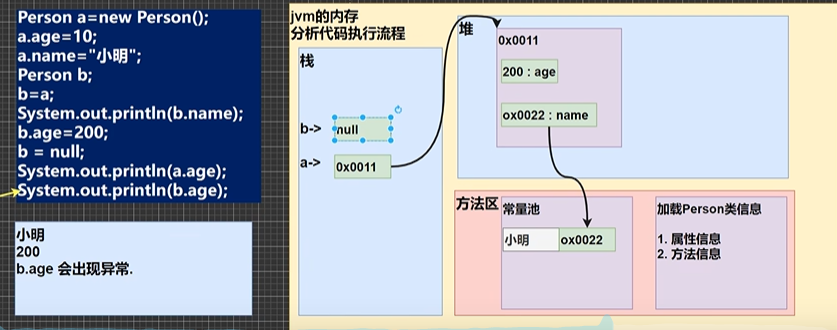 Person a=new Person();
a.age=10;
a.name="小明";
Person b;
b=a;
System.out.println(b.name);
b.age=200;
b = null;
System.out.println(a.age);
System.out.println(b.age);
小明
200
b.age 会出现异常.
jvm的内存
分析代码执行流程
栈
b->
null
a->
0x0011
堆
0x0011
200 : age
ox0022 : name
方法区
常量池
小明
ox0022
加载Person类信息
1. 属性信息
2. 方法信息